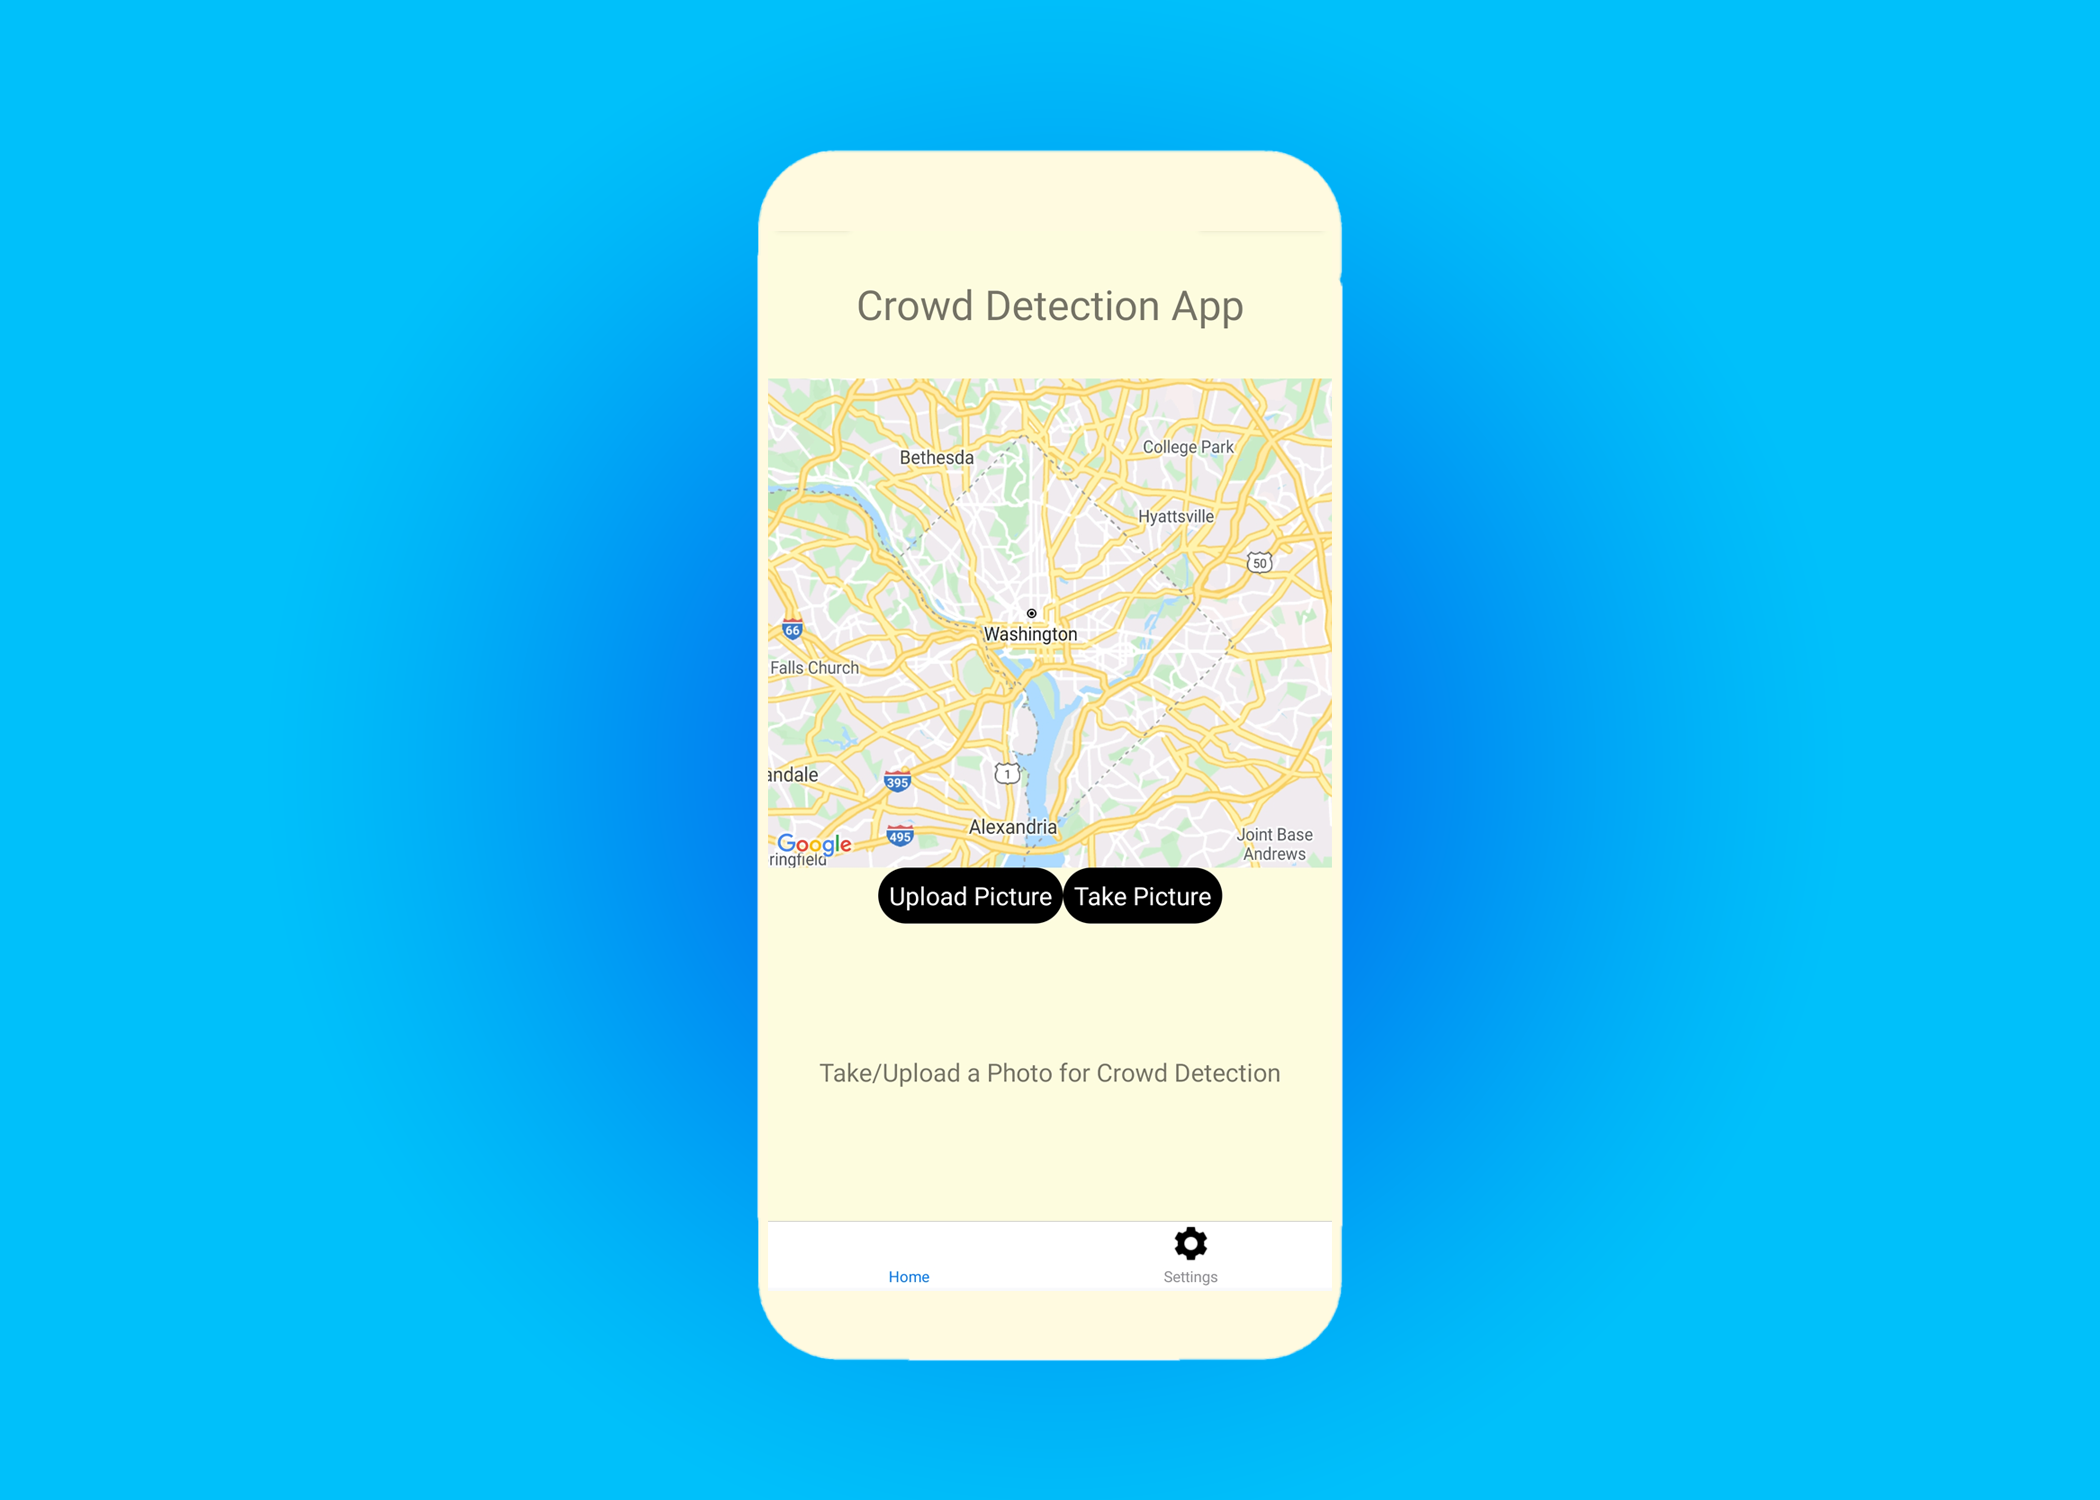 Crowd Detection App
College Park
Bethesda
Hyattsville
50
66
Washington
Falls Church
andale
395
1
Alexandria
495
Joint Base
Andrews
Google
ringfield
Upload Picture
Take Picture
Take/Upload a Photo for Crowd Detection
Home
Settings